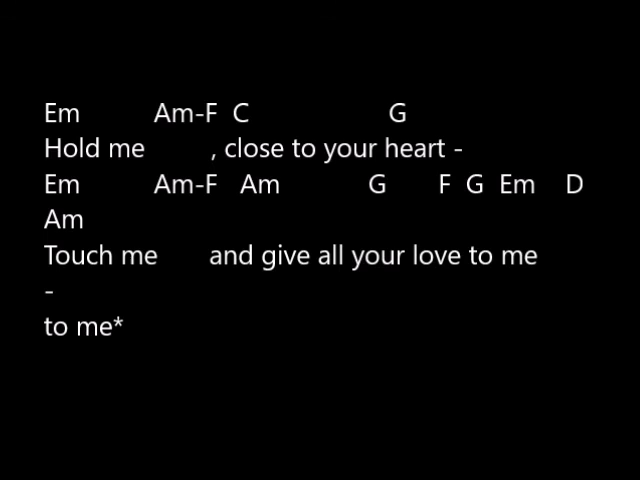 Em Am-F C G
Hold me , close to your heart -
Em Am-F Am G F G Em D
Am
Touch me and give all your love to me
-
to me*